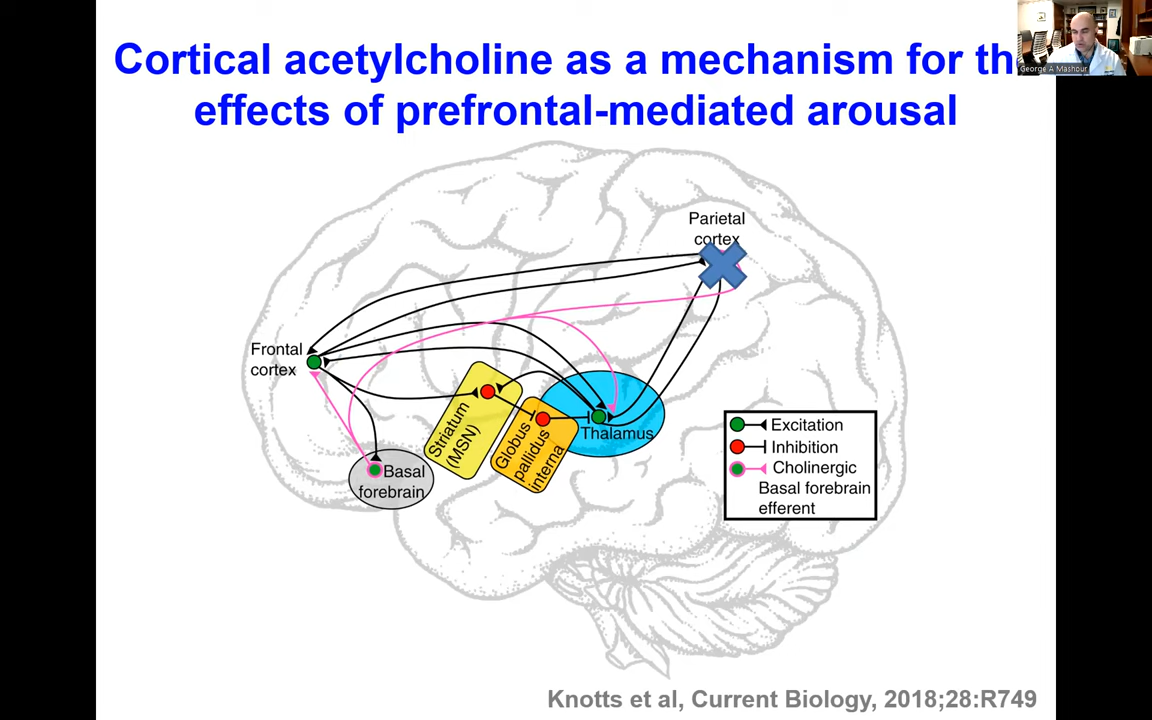 Cortical acetylcholine as a mechanism for th
effects of prefrontal-mediated arousal
George A Mashour
Parietal
cortex
Frontal
cortex
Striatum
(MSN)
Globus
pallidus
interna
Thalamus
Basal
forebrain
Excitation
Inhibition
Cholinergic
Basal forebrain
efferent
Knotts et al, Current Biology, 2018;28:R749